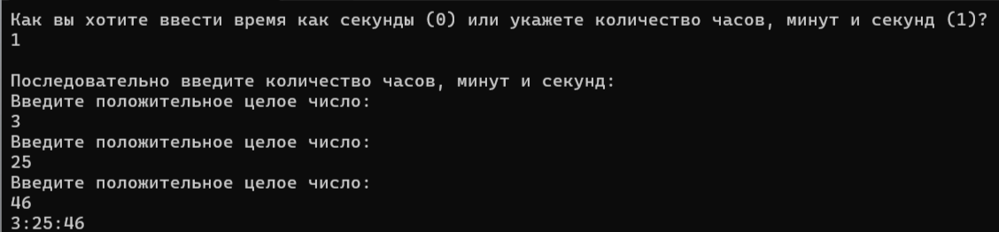 Как вы хотите ввести время как секунды (0) или укажете количество часов, минут и секунд (1)?
1
Последовательно введите количество часов, минут и секунд:
Введите положительное целое число:
3
Введите положительное целое число:
25
Введите положительное целое число:
46
3:25:46